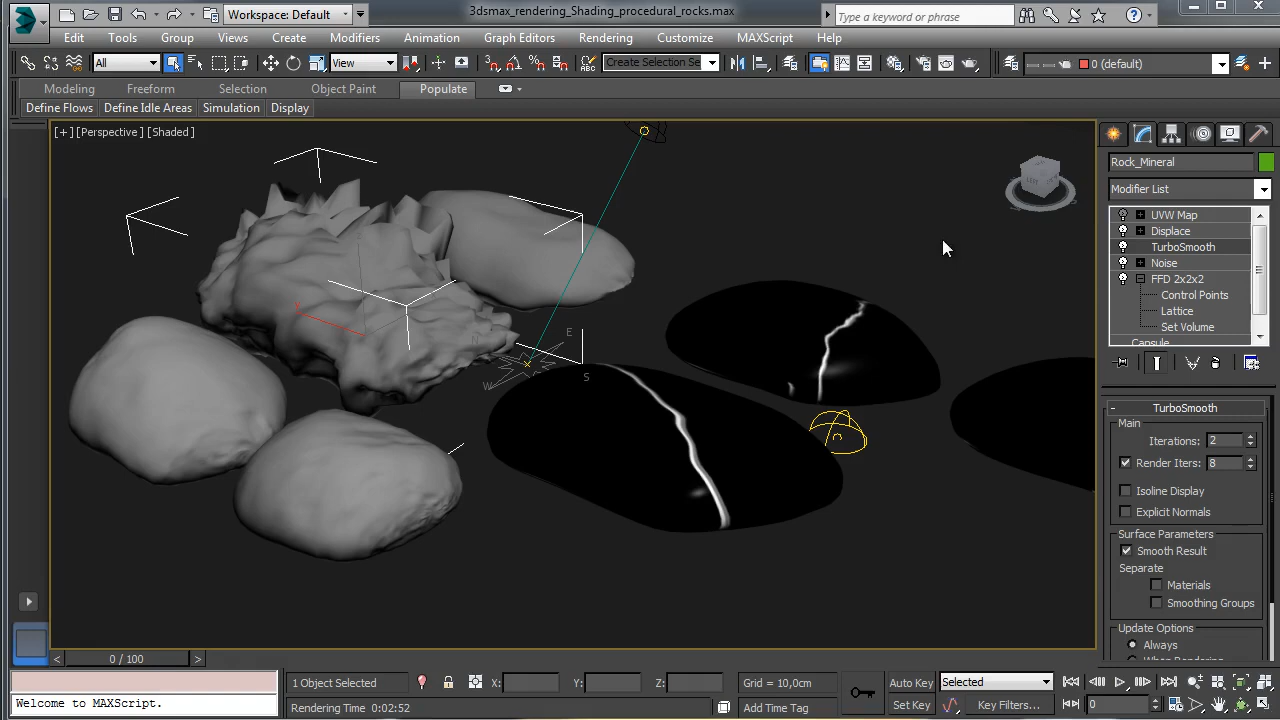 Workspace: Default
3dsmax_rendering_Shading_procedural_rocks.max
Type a keyword or phrase
Edit Tools Group Views Create Modifiers Animation Graph Editors Rendering Customize MAXScript Help
All View Create Selection Se 0 (default)
Modeling Freeform Selection Object Paint Populate
Define Flows Define Idle Areas Simulation Display
[+] [Perspective] [Shaded]
Rock_Mineral
Modifier List
UVW Map
Displace
TurboSmooth
Noise
FFD 2x2x2
Control Points
Lattice
Set Volume
Capsule
- TurboSmooth
Main
Iterations: 2
Render Iters: 8
Isoline Display
Explicit Normals
Surface Parameters
Smooth Result
Separate
Materials
Smoothing Groups
Update Options
Always
When Rendering
X
N E
W S
< 0 / 100 >
1 Object Selected X: Y: Z: Grid = 10,0cm Auto Key Selected
Welcome to MAXScript. Rendering Time 0:02:52 Add Time Tag Set Key Key Filters... 0